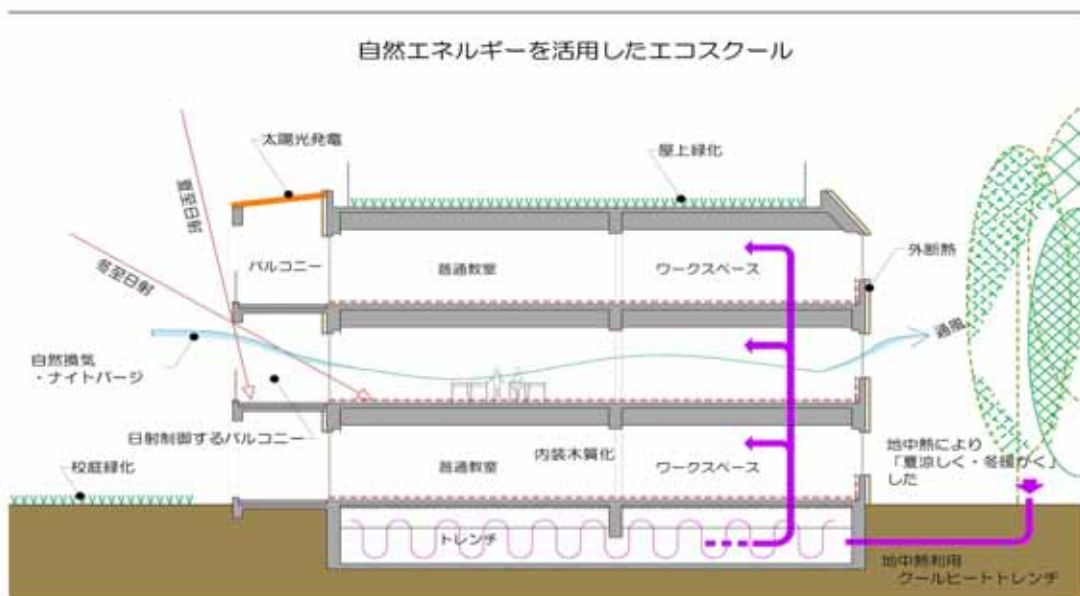 自然エネルギーを活用したエコスクール
太陽光発電
屋上緑化
夏至日射
冬至日射
バルコニー
普通教室
ワークスペース
外断熱
通風
自然換気
・ナイトパージ
日射制御するバルコニー
校庭緑化
内装木質化
普通教室
ワークスペース
地中熱により
「夏涼しく・冬暖かく」
した
トレンチ
地中熱利用
クールヒートトレンチ